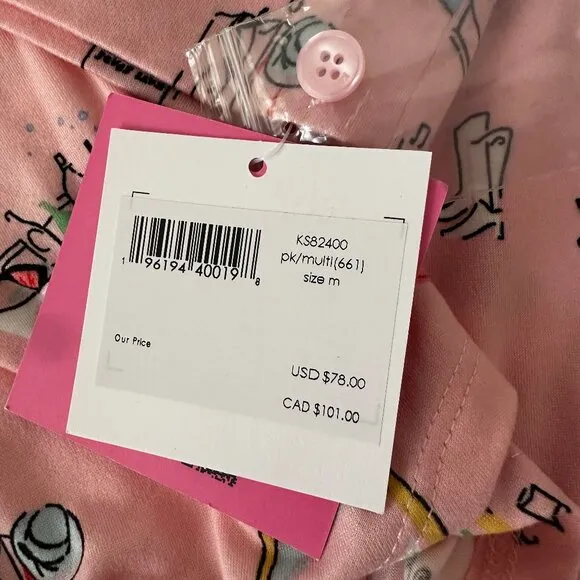 KS82400
pk/multi(661)
size m
1 96194 40019 8
Our Price
USD $78.00
CAD $101.00